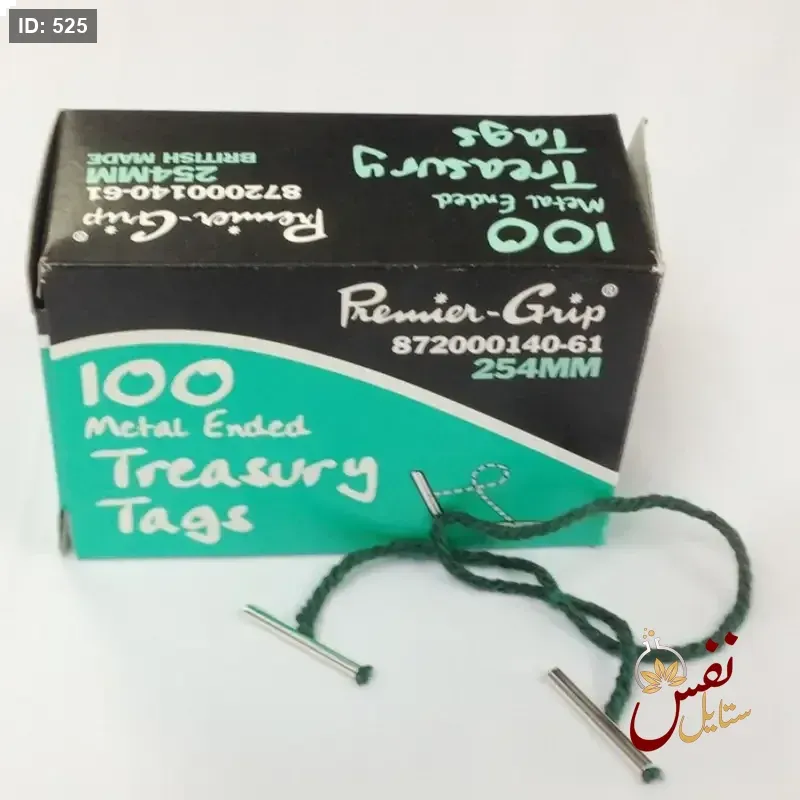 ID: 525
100
Metal Ended
Treasury
Tags
Premier-Grip®
872000140-61
254MM
BRITISH MADE
Premier-Grip®
872000140-61
254MM
100
Metal Ended
Treasury
Tags
نفس
ستایل